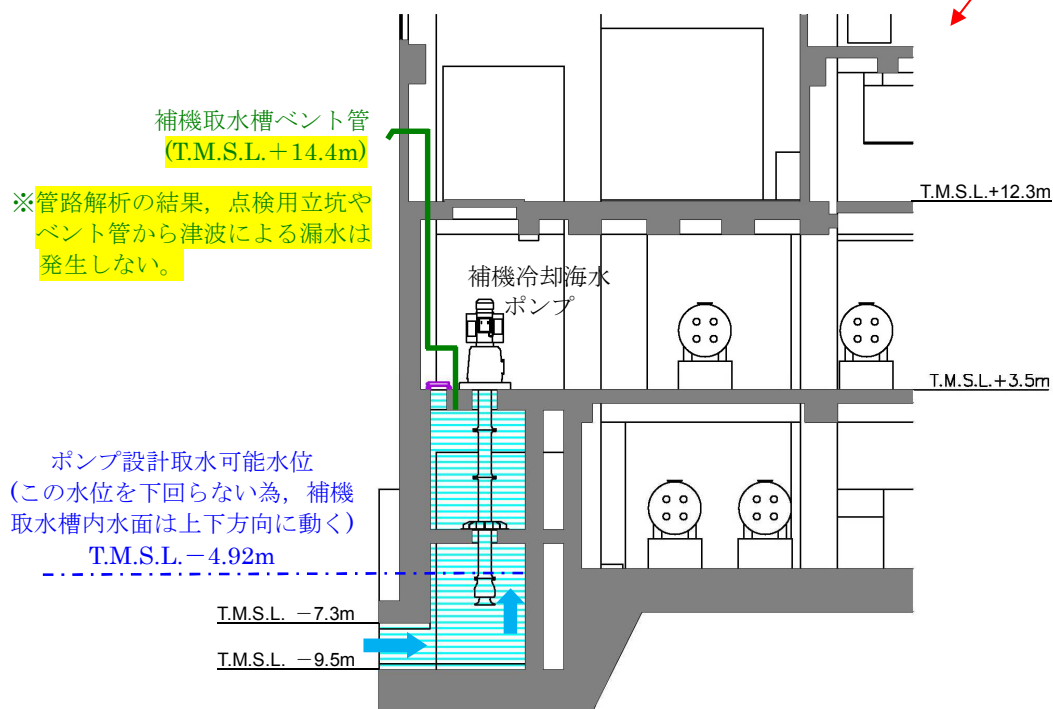 補機取水槽ベント管
(T.M.S.L.＋14.4m)
※管路解析の結果，点検用立坑や
ベント管から津波による漏水は
発生しない。
T.M.S.L.+12.3m
補機冷却海水
ポンプ
T.M.S.L.+3.5m
ポンプ設計取水可能水位
(この水位を下回らない為，補機
取水槽内水面は上下方向に動く)
T.M.S.L.－4.92m
T.M.S.L. －7.3m
T.M.S.L. －9.5m